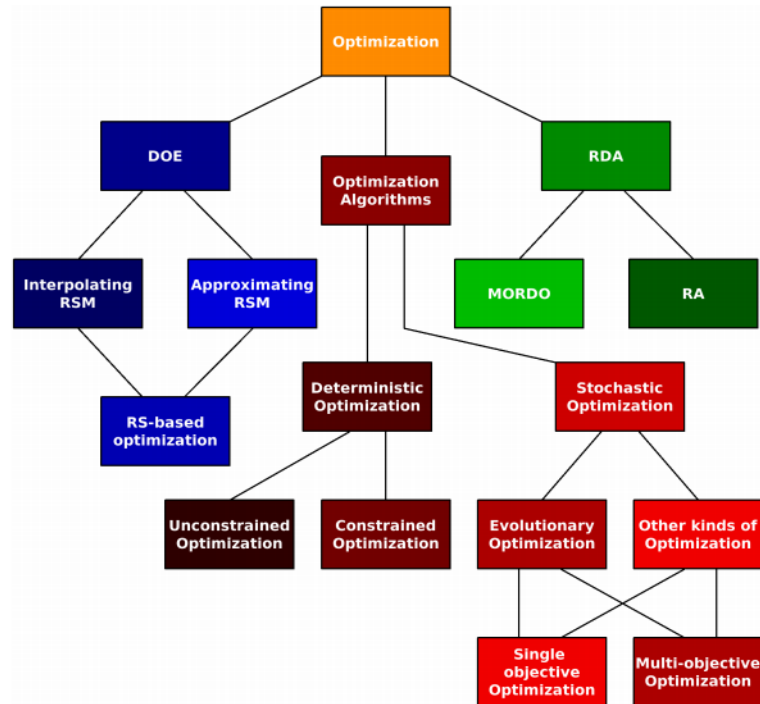 Optimization
DOE
Optimization
Algorithms
RDA
Interpolating
RSM
Approximating
RSM
MORDO
RA
Deterministic
Optimization
Stochastic
Optimization
RS-based
optimization
Unconstrained
Optimization
Constrained
Optimization
Evolutionary
Optimization
Other kinds of
Optimization
Single
objective
Optimization
Multi-objective
Optimization